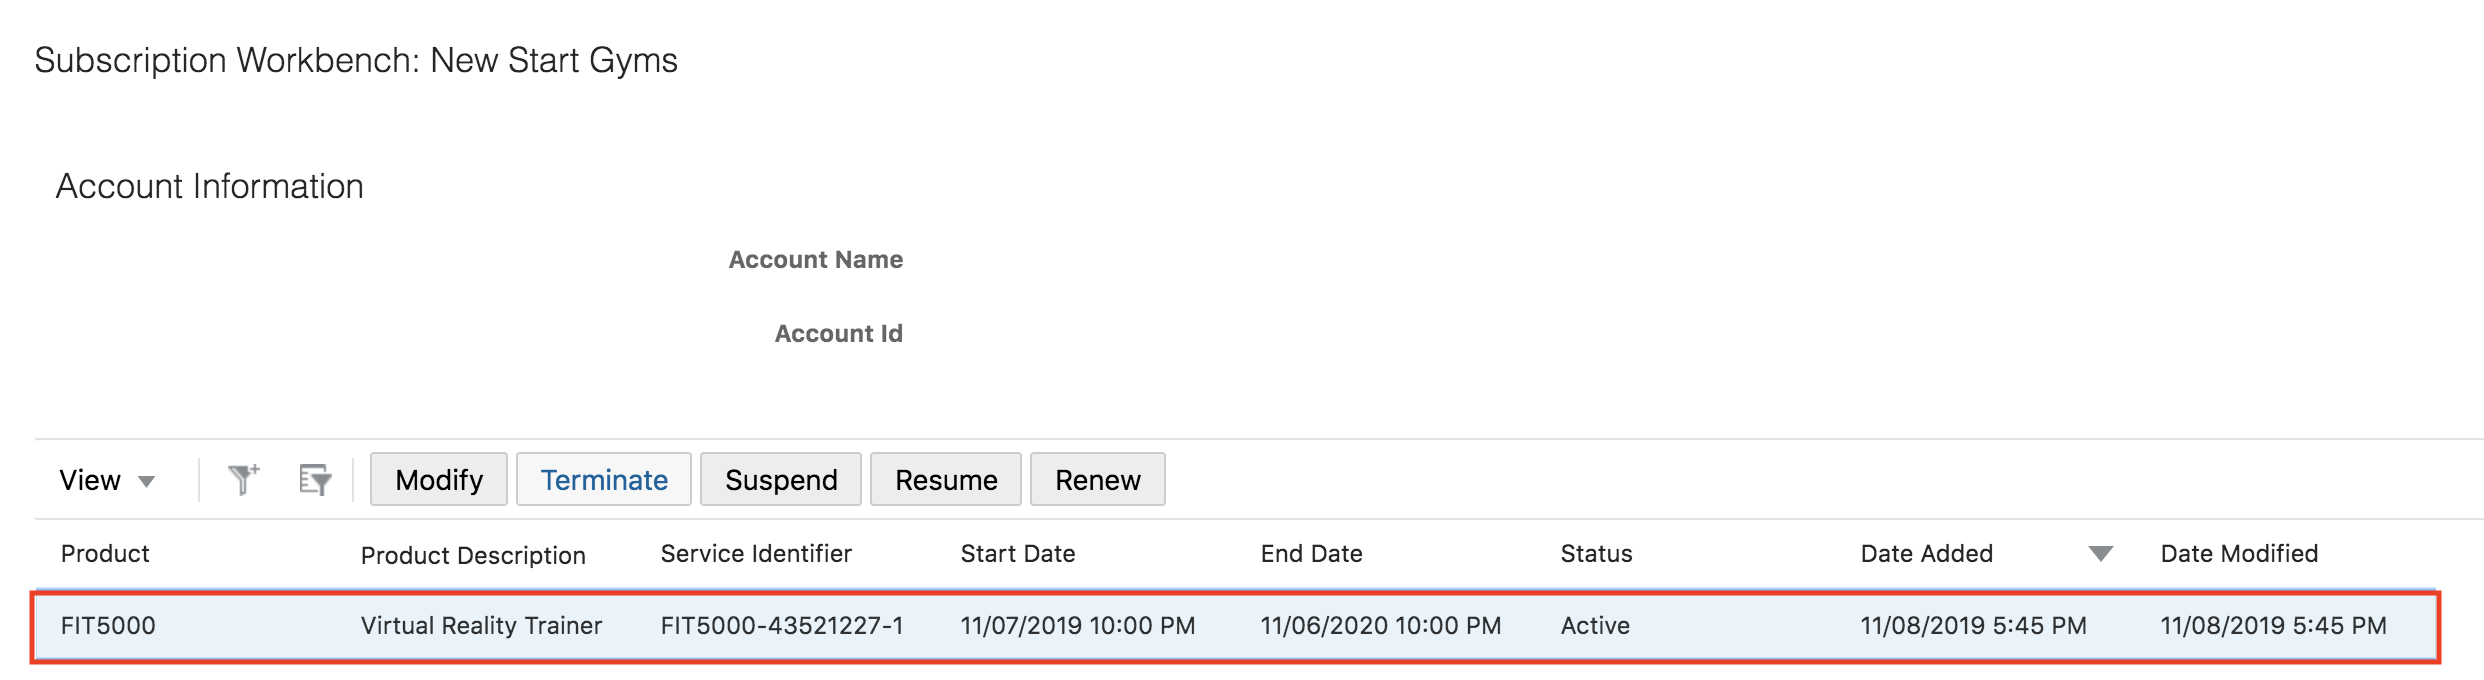 Subscription Workbench: New Start Gyms
Account Information
Account Name
Account Id
View Modify Terminate Suspend Resume Renew
Product Product Description Service Identifier Start Date End Date Status Date Added Date Modified
FIT5000 Virtual Reality Trainer FIT5000-43521227-1 11/07/2019 10:00 PM 11/06/2020 10:00 PM Active 11/08/2019 5:45 PM 11/08/2019 5:45 PM